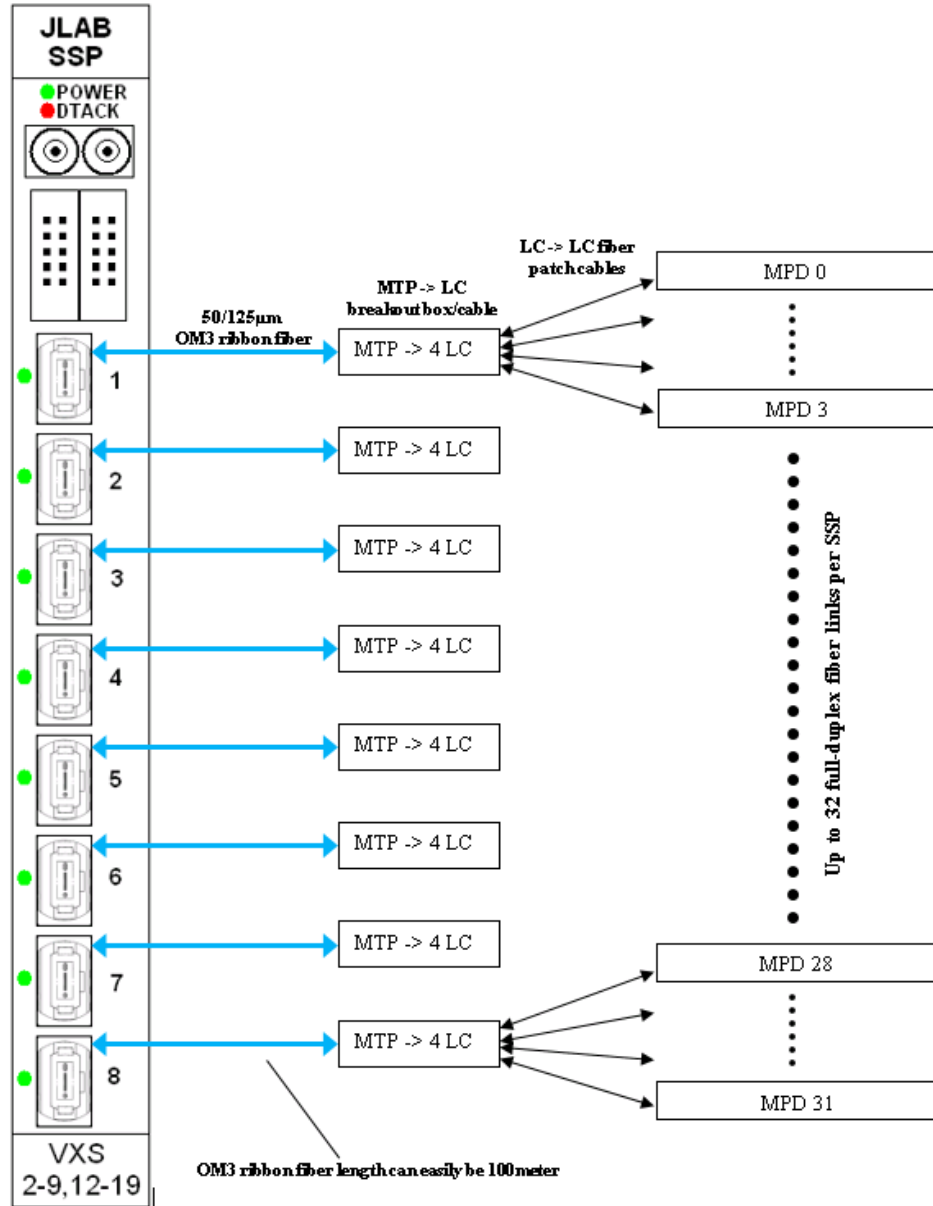 JLAB
SSP
POWER
DTACK
LC -> LC fiber
patch cables
MPD 0
MTP -> LC
breakout box/cable
50/125μm
OM3 ribbon fiber
MTP -> 4 LC
1
MPD 3
MTP -> 4 LC
2
MTP -> 4 LC
3
Up to 32 full-duplex fiber links per SSP
MTP -> 4 LC
4
MTP -> 4 LC
5
MTP -> 4 LC
6
MTP -> 4 LC
7
MPD 28
MTP -> 4 LC
8
MPD 31
VXS
2-9,12-19
OM3 ribbon fiber length can easily be 100 meter